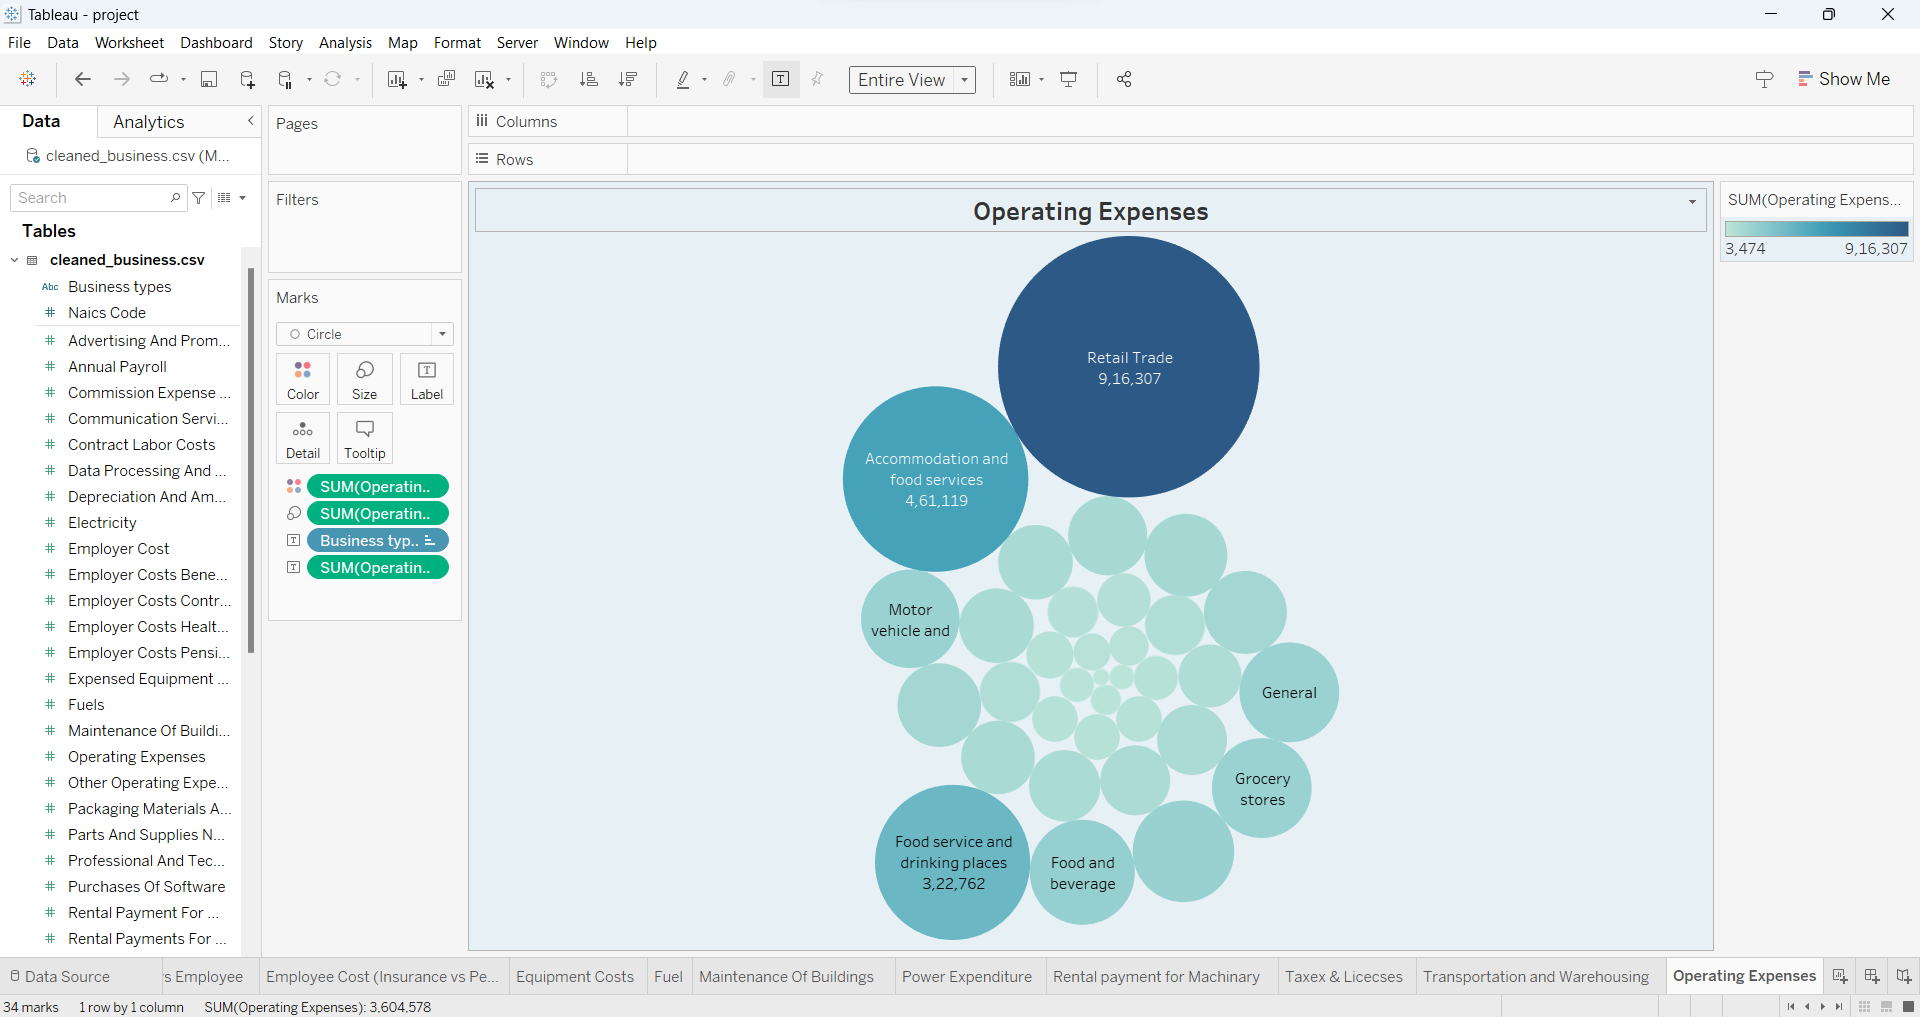 Tableau - project
File Data Worksheet Dashboard Story Analysis Map Format Server Window Help
Entire View
Show Me
Data Analytics
cleaned_business.csv (M...
Search
Tables
cleaned_business.csv
Abc Business types
# Naics Code
# Advertising And Prom...
# Annual Payroll
# Commission Expense ...
# Communication Servi...
# Contract Labor Costs
# Data Processing And ...
# Depreciation And Am...
# Electricity
# Employer Cost
# Employer Costs Bene...
# Employer Costs Contr...
# Employer Costs Healt...
# Employer Costs Pensi...
# Expensed Equipment ...
# Fuels
# Maintenance Of Buildi...
# Operating Expenses
# Other Operating Expe...
# Packaging Materials A...
# Parts And Supplies N...
# Professional And Tec...
# Purchases Of Software
# Rental Payment For ...
# Rental Payments For ...
Pages
Filters
Marks
Circle
Color Size Label
Detail Tooltip
SUM(Operatin..
SUM(Operatin..
Business typ..
SUM(Operatin..
Columns
Rows
Operating Expenses
Retail Trade
9,16,307
Accommodation and
food services
4,61,119
Motor
vehicle and
General
Grocery
stores
Food service and
drinking places
3,22,762
Food and
beverage
SUM(Operating Expens...
3,474 9,16,307
Data Source
s Employee
Employee Cost (Insurance vs Pe...
Equipment Costs
Fuel
Maintenance Of Buildings
Power Expenditure
Rental payment for Machinary
Taxex & Licecses
Transportation and Warehousing
Operating Expenses
34 marks 1 row by 1 column SUM(Operating Expenses): 3,604,578